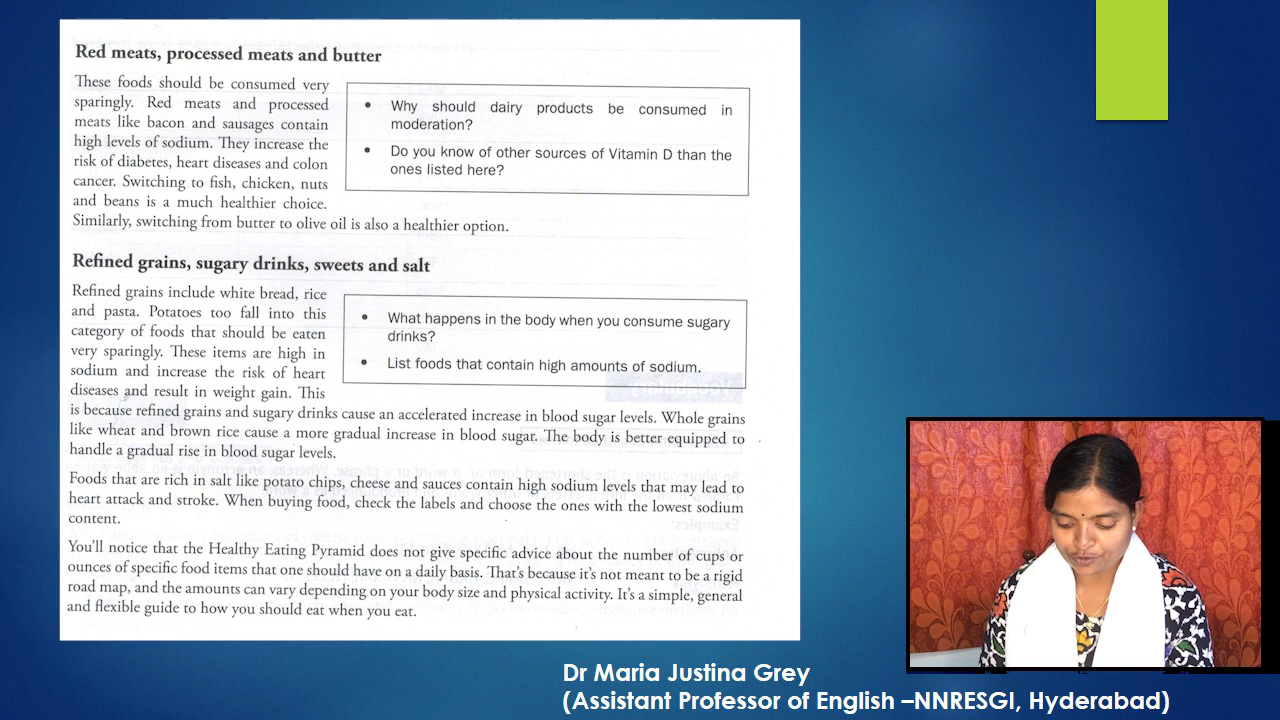 Red meats, processed meats and butter
These foods should be consumed very
sparingly. Red meats and processed
meats like bacon and sausages contain
high levels of sodium. They increase the
risk of diabetes, heart diseases and colon
cancer. Switching to fish, chicken, nuts
and beans is a much healthier choice.
Similarly, switching from butter to olive oil is also a healthier option.
• Why should dairy products be consumed in
moderation?
• Do you know of other sources of Vitamin D than the
ones listed here?
Refined grains, sugary drinks, sweets and salt
Refined grains include white bread, rice
and pasta. Potatoes too fall into this
category of foods that should be eaten
very sparingly. These items are high in
sodium and increase the risk of heart
diseases and result in weight gain. This
• What happens in the body when you consume sugary
drinks?
• List foods that contain high amounts of sodium.
is because refined grains and sugary drinks cause an accelerated increase in blood sugar levels. Whole grains
like wheat and brown rice cause a more gradual increase in blood sugar. The body is better equipped to
handle a gradual rise in blood sugar levels.
Foods that are rich in salt like potato chips, cheese and sauces contain high sodium levels that may lead to
heart attack and stroke. When buying food, check the labels and choose the ones with the lowest sodium
content.
You'll notice that the Healthy Eating Pyramid does not give specific advice about the number of cups or
ounces of specific food items that one should have on a daily basis. That's because it's not meant to be a rigid
road map, and the amounts can vary depending on your body size and physical activity. It's a simple, general
and flexible guide to how you should eat when you eat.
Dr Maria Justina Grey
(Assistant Professor of English –NNRESGI, Hyderabad)